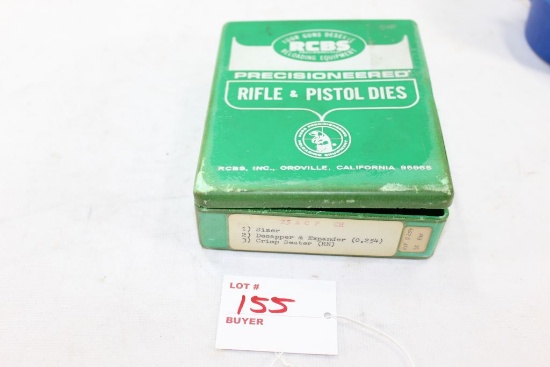 YOUR GUNS DESERVE
RCBS
RELOADING EQUIPMENT
PRECISIONEERED
RIFLE & PISTOL DIES
RCBS, INC., OROVILLE, CALIFORNIA 95965
1) Sizer
2) Decapper & Expander (0.254)
3) Crimp Seater (RN)
LOT #
155
BUYER